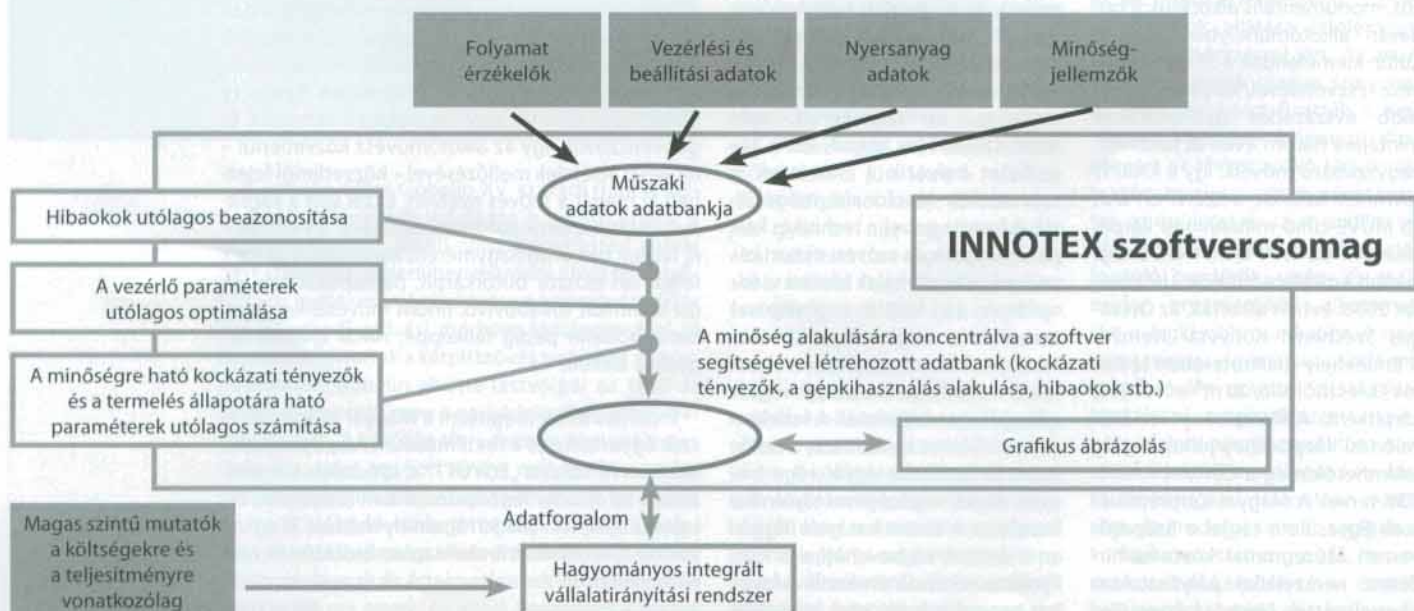 Folyamat
érzékelők
Vezérlési és
beállítási adatok
Nyersanyag
adatok
Minőség-
jellemzők
Műszaki
adatok adatbankja
Hibaokok utólagos beazonosítása
INNOTEX szoftvercsomag
A vezérlő paraméterek
utólagos optimálása
A minőség alakulására koncentrálva a szoftver
segítségével létrehozott adatbank (kockázati
tényezők, a gépkihasználás alakulása, hibaokok stb.)
A minőségre ható kockázati tényezők
és a termelés állapotára ható
paraméterek utólagos számítása
Grafikus ábrázolás
Adatforgalom
Magas szintű mutatók
a költségekre és
a teljesítményre
vonatkozólag
Hagyományos integrált
vállalatirányítási rendszer